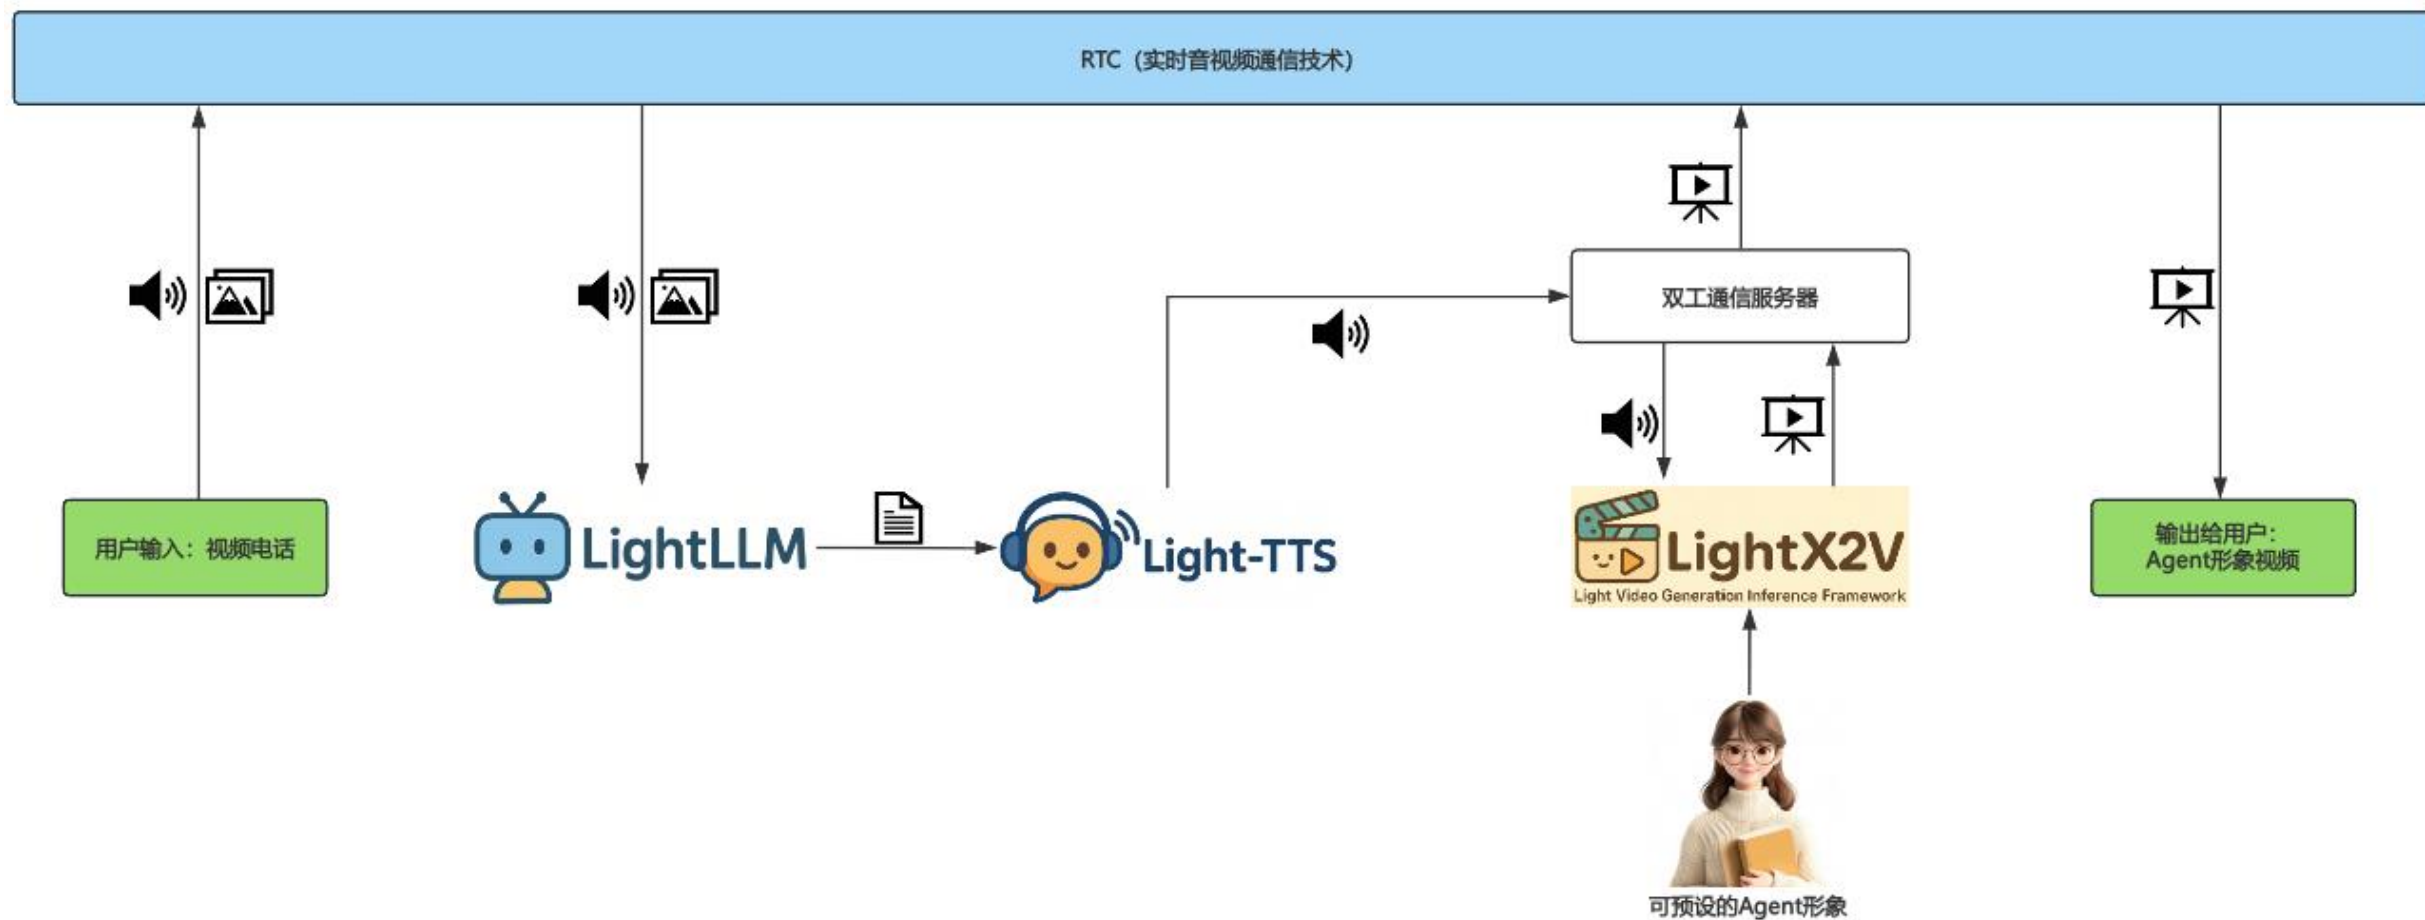 RTC（实时音视频通信技术）
双工通信服务器
用户输入：视频电话
LightLLM
Light-TTS
LightX2V
Light Video Generation Inference Framework
输出给用户：
Agent形象视频
可预设的Agent形象